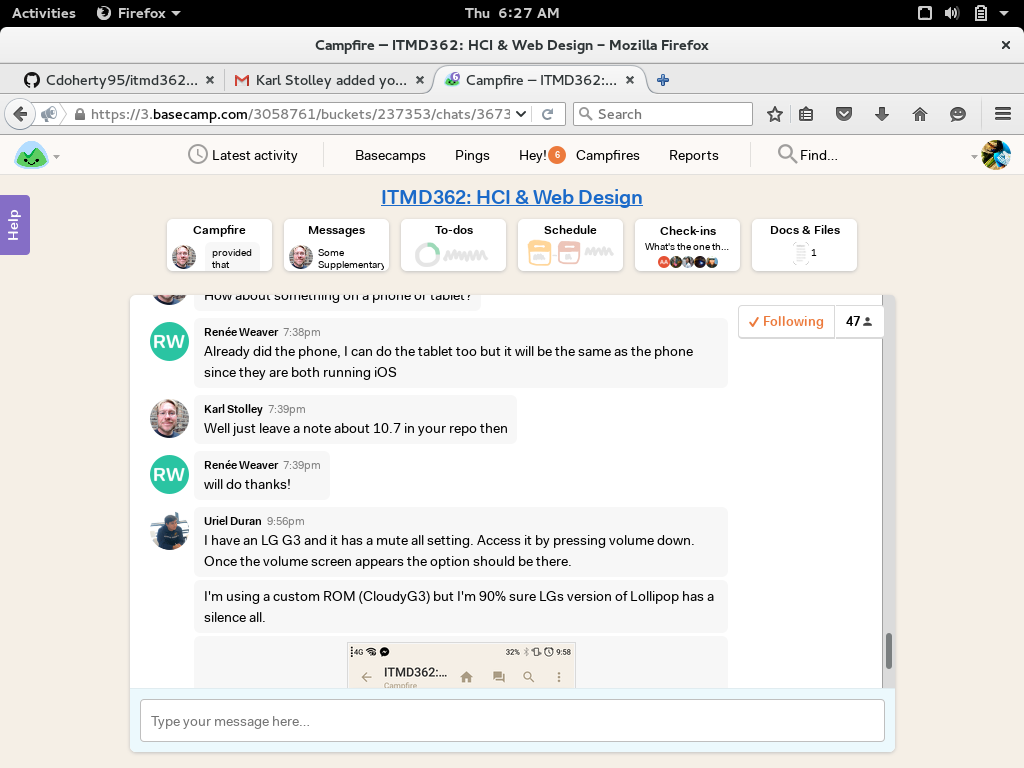 Activities Firefox Thu 6:27 AM
Campfire – ITMD362: HCI & Web Design – Mozilla Firefox
Cdoherty95/itmd362... Karl Stolley added yo... Campfire – ITMD362:...
https://3.basecamp.com/3058761/buckets/237353/chats/3673 Search
Latest activity Basecamps Pings Hey! 6 Campfires Reports Find...
Help
ITMD362: HCI & Web Design
Campfire Messages To-dos Schedule Check-ins Docs & Files
provided that
Some Supplementary
What's the one th...
AA
1
How about something on a phone or tablet?
Following 47
RW
Renée Weaver 7:38pm
Already did the phone, I can do the tablet too but it will be the same as the phone
since they are both running iOS
Karl Stolley 7:39pm
Well just leave a note about 10.7 in your repo then
RW
Renée Weaver 7:39pm
will do thanks!
Uriel Duran 9:56pm
I have an LG G3 and it has a mute all setting. Access it by pressing volume down.
Once the volume screen appears the option should be there.
I'm using a custom ROM (CloudyG3) but I'm 90% sure LGs version of Lollipop has a
silence all.
4G 32% 9:58
ITMD362:...
Campfire
Type your message here...